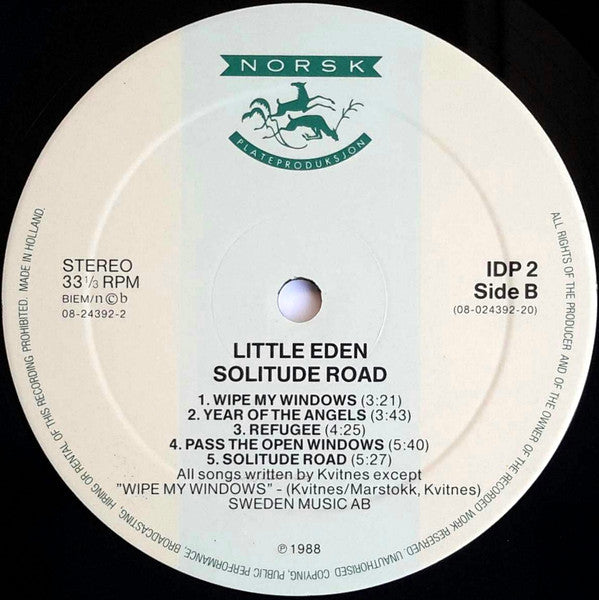 NORSK
PLATEPRODUKSJON
STEREO
33 1/3 RPM
BIEM/n©b
08-24392-2
IDP 2
Side B
(08-024392-20)
LITTLE EDEN
SOLITUDE ROAD
1. WIPE MY WINDOWS (3:21)
2. YEAR OF THE ANGELS (3:43)
3. REFUGEE (4:25)
4. PASS THE OPEN WINDOWS (5:40)
5. SOLITUDE ROAD (5:27)
All songs written by Kvitnes except
"WIPE MY WINDOWS" - (Kvitnes/Marstokk, Kvitnes)
SWEDEN MUSIC AB
℗ 1988
ALL RIGHTS OF THE PRODUCER AND OF THE OWNER OF THE RECORDED WORK RESERVED. UNAUTHORISED COPYING, PUBLIC PERFORMANCE, BROADCASTING, HIRING OR RENTAL OF THIS RECORDING PROHIBITED. MADE IN HOLLAND.